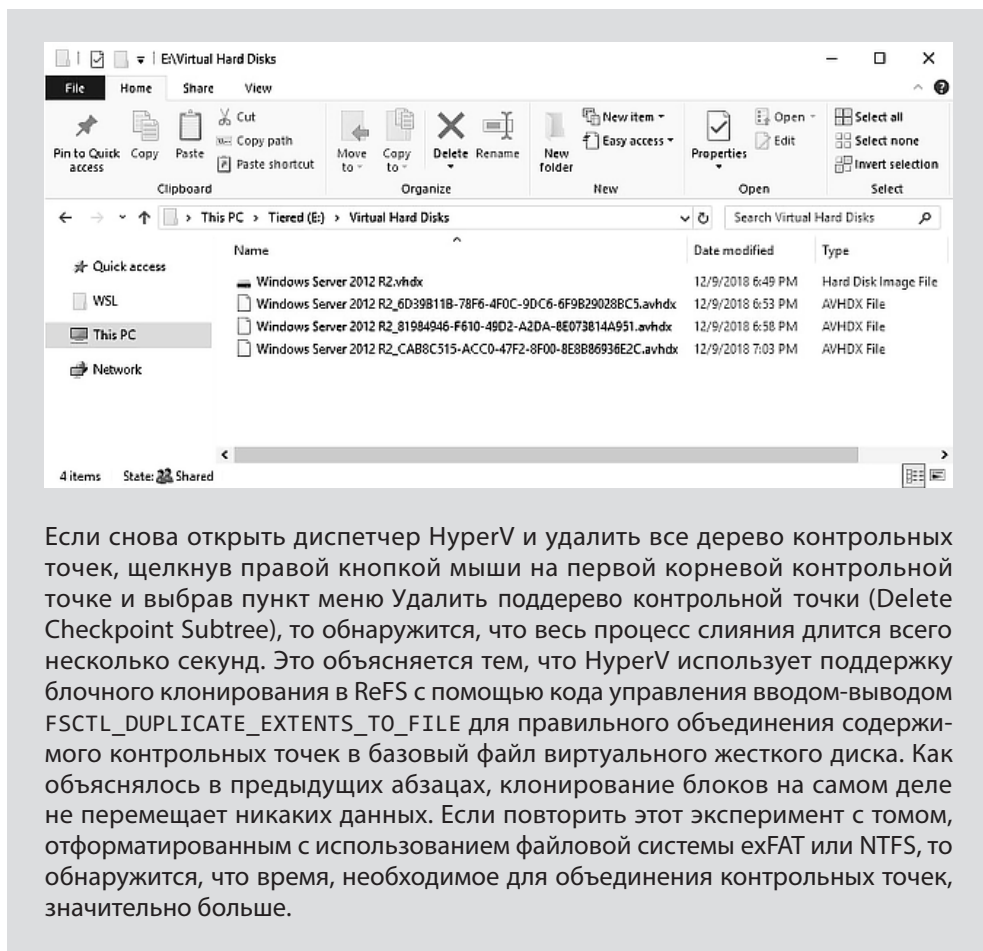 E:\Virtual Hard Disks
File Home Share View
Pin to Quick access
Copy
Paste
Cut
Copy path
Paste shortcut
Clipboard
Move to
Copy to
Delete
Rename
Organize
New folder
New item
Easy access
New
Properties
Open
Edit
Open
Select all
Select none
Invert selection
Select
This PC > Tiered (E:) > Virtual Hard Disks
Search Virtual Hard Disks
Quick access
WSL
This PC
Network
Name Date modified Type
Windows Server 2012 R2.vhdx 12/9/2018 6:49 PM Hard Disk Image File
Windows Server 2012 R2_6D39B11B-78F6-4F0C-9DC6-6F9B29028BC5.avhdx 12/9/2018 6:53 PM AVHDX File
Windows Server 2012 R2_81984946-F610-49D2-A2DA-8E073814A951.avhdx 12/9/2018 6:58 PM AVHDX File
Windows Server 2012 R2_CAB8C515-ACC0-47F2-8F00-8E8B86936E2C.avhdx 12/9/2018 7:03 PM AVHDX File
4 items State: Shared
Если снова открыть диспетчер HyperV и удалить все дерево контрольных
точек, щелкнув правой кнопкой мыши на первой корневой контрольной
точке и выбрав пункт меню Удалить поддерево контрольной точки (Delete
Checkpoint Subtree), то обнаружится, что весь процесс слияния длится всего
несколько секунд. Это объясняется тем, что HyperV использует поддержку
блочного клонирования в ReFS с помощью кода управления вводом-выводом
FSCTL_DUPLICATE_EXTENTS_TO_FILE для правильного объединения содержи-
мого контрольных точек в базовый файл виртуального жесткого диска. Как
объяснялось в предыдущих абзацах, клонирование блоков на самом деле
не перемещает никаких данных. Если повторить этот эксперимент с томом,
отформатированным с использованием файловой системы exFAT или NTFS, то
обнаружится, что время, необходимое для объединения контрольных точек,
значительно больше.